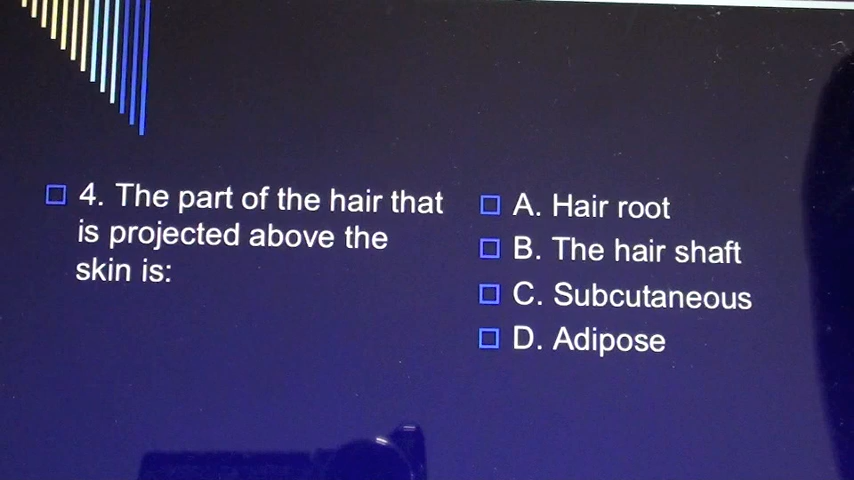 4. The part of the hair that
is projected above the
skin is:
A. Hair root
B. The hair shaft
C. Subcutaneous
D. Adipose